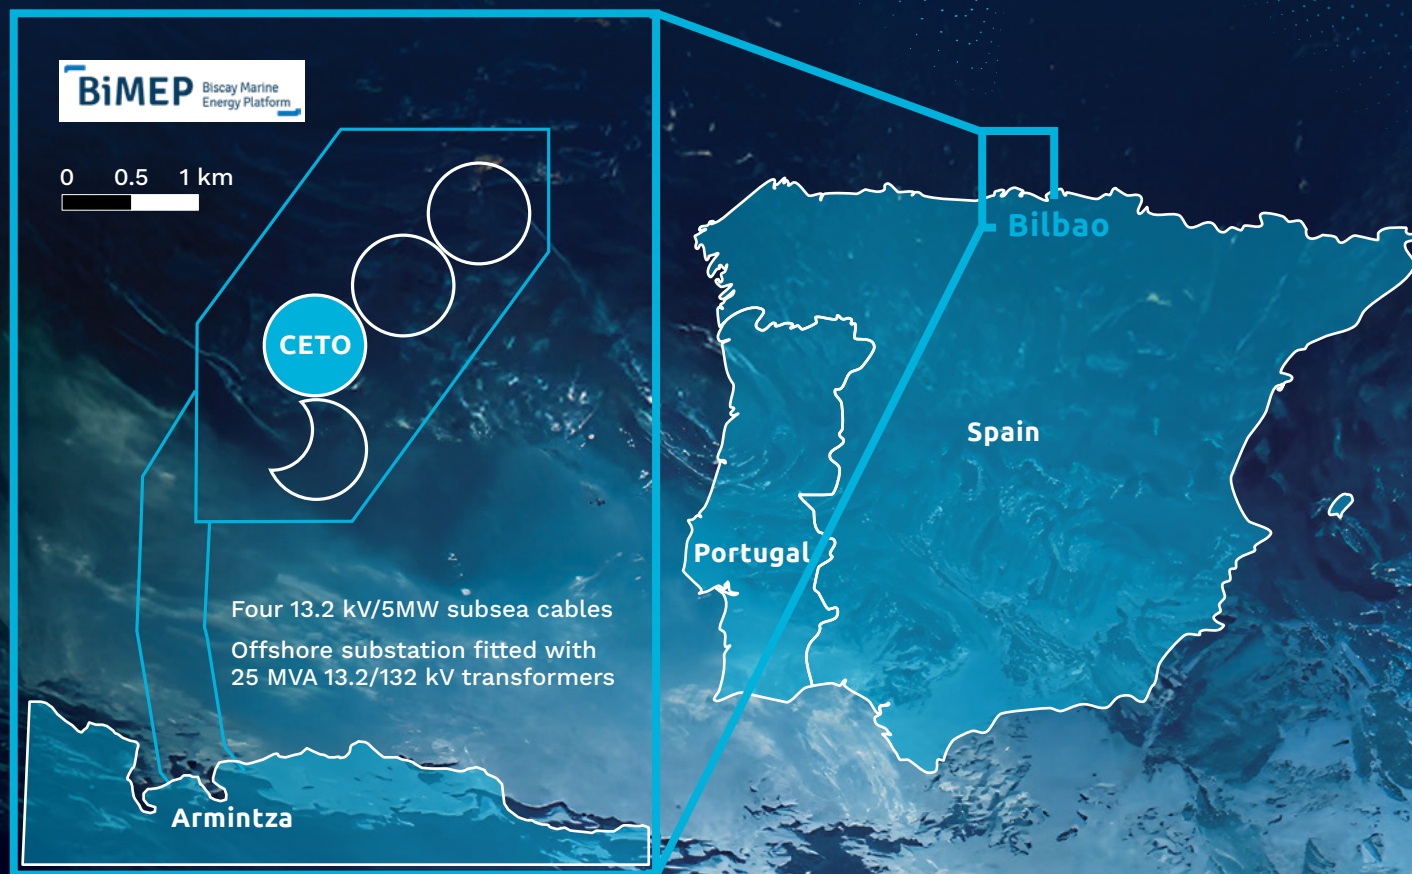 BiMEP
Biscay Marine
Energy Platform
0 0.5 1 km
CETO
Four 13.2 kV/5MW subsea cables
Offshore substation fitted with
25 MVA 13.2/132 kV transformers
Armintza
Bilbao
Spain
Portugal